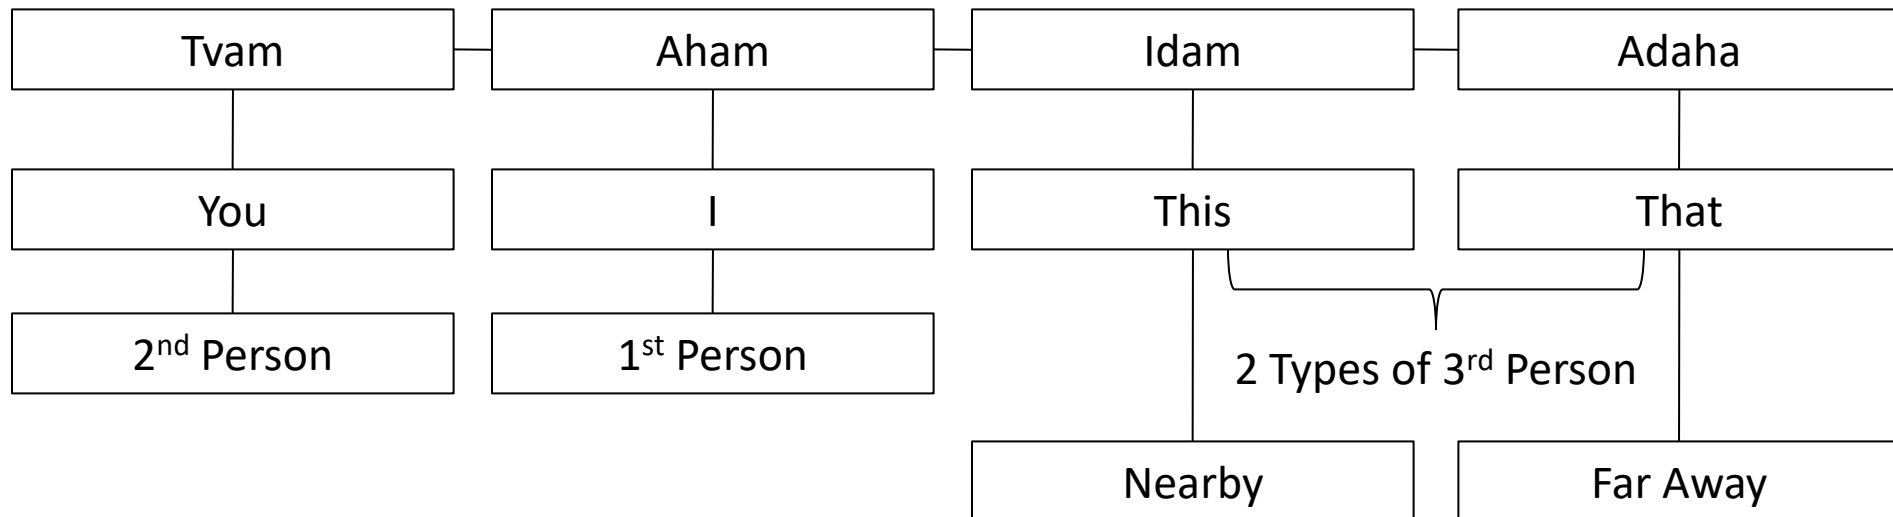 Tvam Aham Idam Adaha
You I This That
2nd Person 1st Person
2 Types of 3rd Person
Nearby Far Away